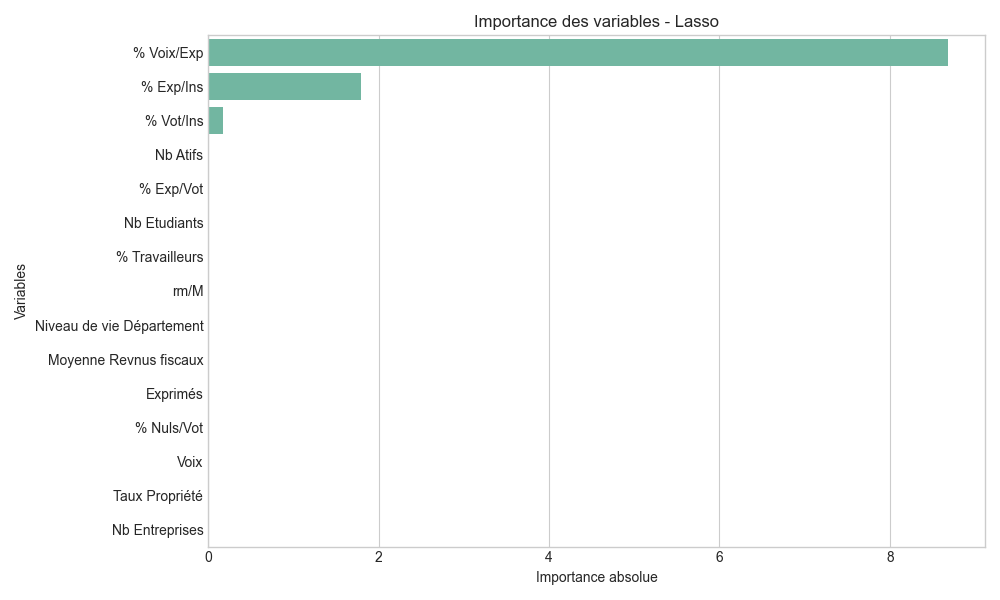 Importance des variables - Lasso
% Voix/Exp
% Exp/Ins
% Vot/Ins
Nb Atifs
% Exp/Vot
Nb Etudiants
% Travailleurs
rm/M
Niveau de vie Département
Moyenne Revnus fiscaux
Exprimés
% Nuls/Vot
Voix
Taux Propriété
Nb Entreprises
Variables
0 2 4 6 8
Importance absolue